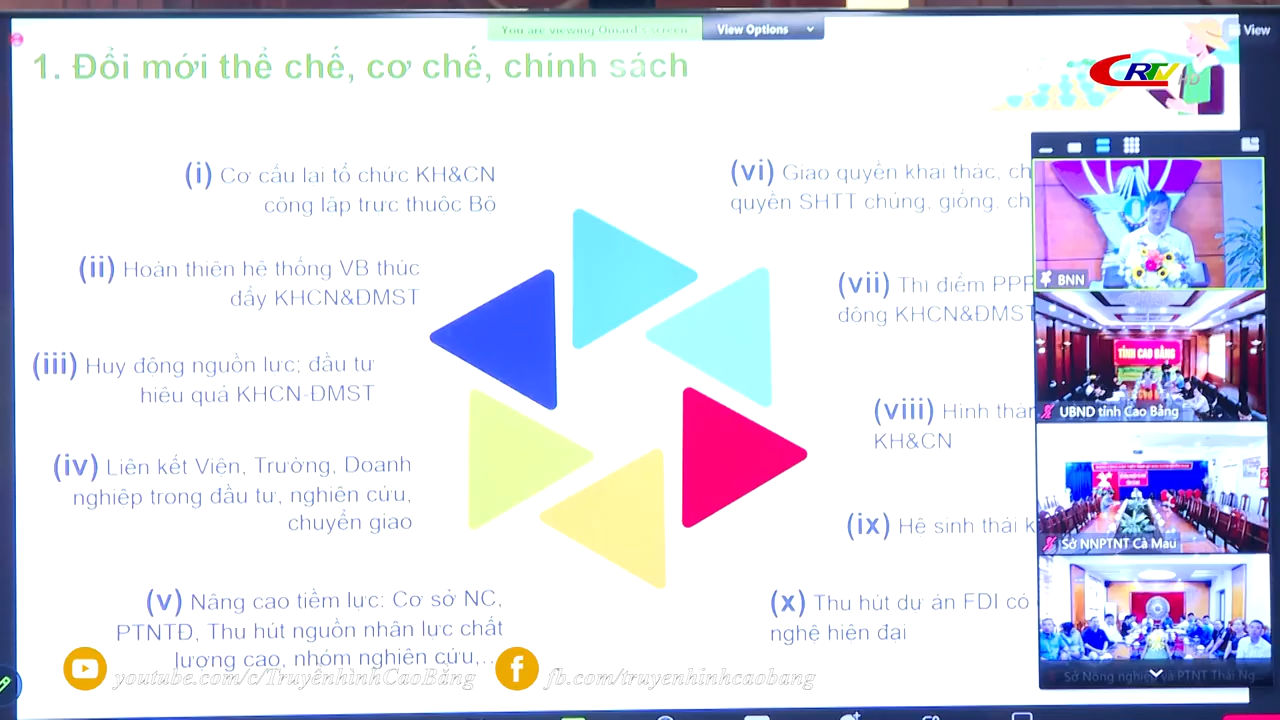 You are viewing Omard's screen
View Options
View
1. Đổi mới thể chế, cơ chế, chính sách
CRTV HD
(i) Cơ cấu lại tổ chức KH&CN
công lập trực thuộc Bộ
(ii) Hoàn thiện hệ thống VB thúc
đẩy KHCN&ĐMST
(iii) Huy động nguồn lực; đầu tư
hiệu quả KHCN-ĐMST
(iv) Liên kết Viện, Trường, Doanh
nghiệp trong đầu tư, nghiên cứu,
chuyển giao
(v) Nâng cao tiềm lực: Cơ sở NC,
PTNTĐ, Thu hút nguồn nhân lực chất
lượng cao, nhóm nghiên cứu,..
(vi) Giao quyền khai thác, ch
quyền SHTT chủng, giống, ch
(vii) Thí điểm PPP
động KHCN&ĐMST
(viii) Hình thàn
KH&CN
(ix) Hệ sinh thái k
(x) Thu hút dự án FDI có
nghệ hiện đại
BNN
TỈNH CAO BẰNG
UBND tỉnh Cao Bằng
Sở NNPTNT Cà Mau
Sở Nông nghiệp và PTNT Thái Ng...
youtube.com/c/TruyềnhìnhCaoBằng
fb.com/truyenhinhcaobang